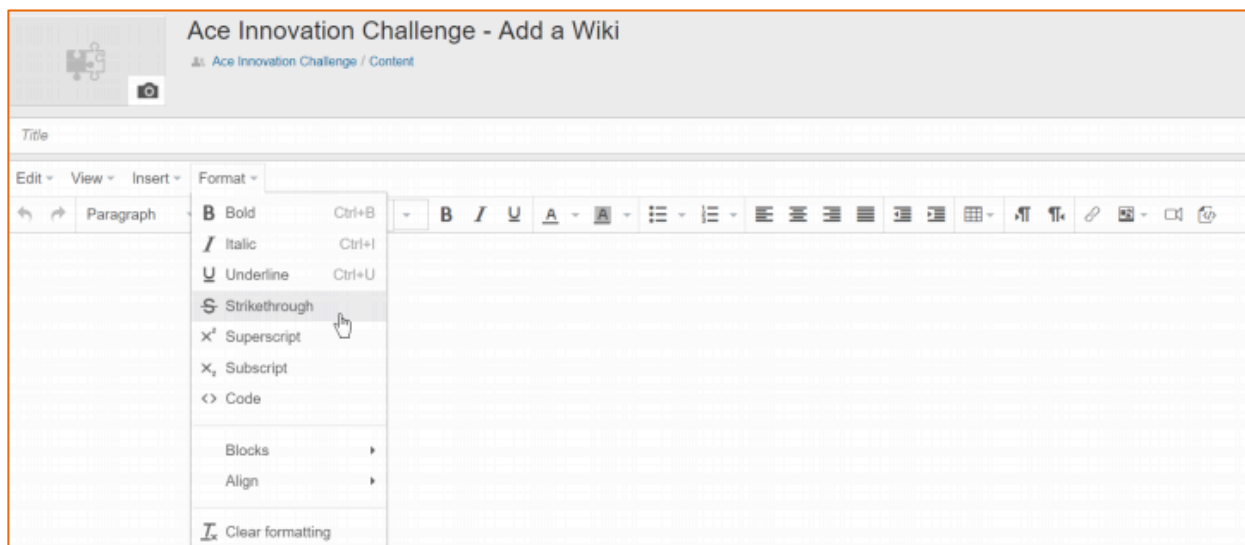 Ace Innovation Challenge - Add a Wiki
Ace Innovation Challenge / Content
Title
Edit View Insert Format
Paragraph
B Bold Ctrl+B
I Italic Ctrl+I
U Underline Ctrl+U
S Strikethrough
x² Superscript
x₂ Subscript
<> Code
Blocks
Align
Clear formatting